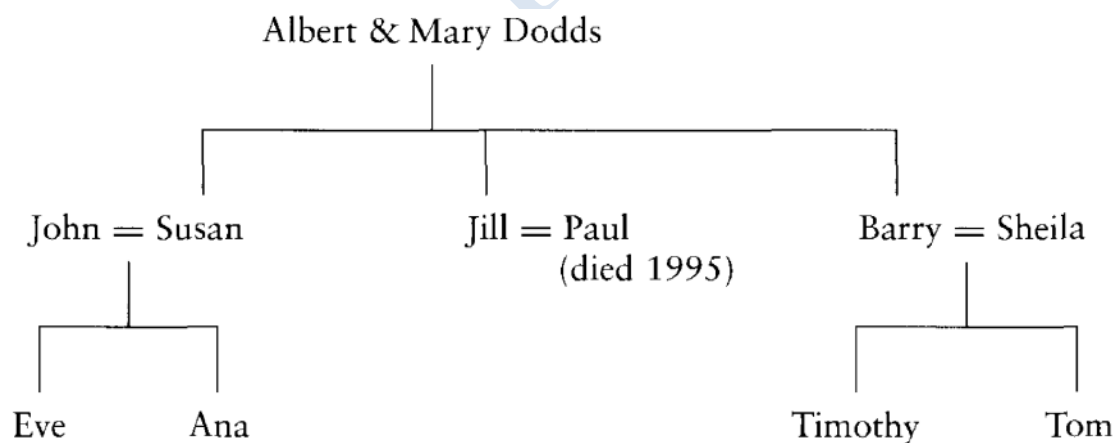 Albert & Mary Dodds
John = Susan
Jill = Paul
(died 1995)
Barry = Sheila
Eve
Ana
Timothy
Tom